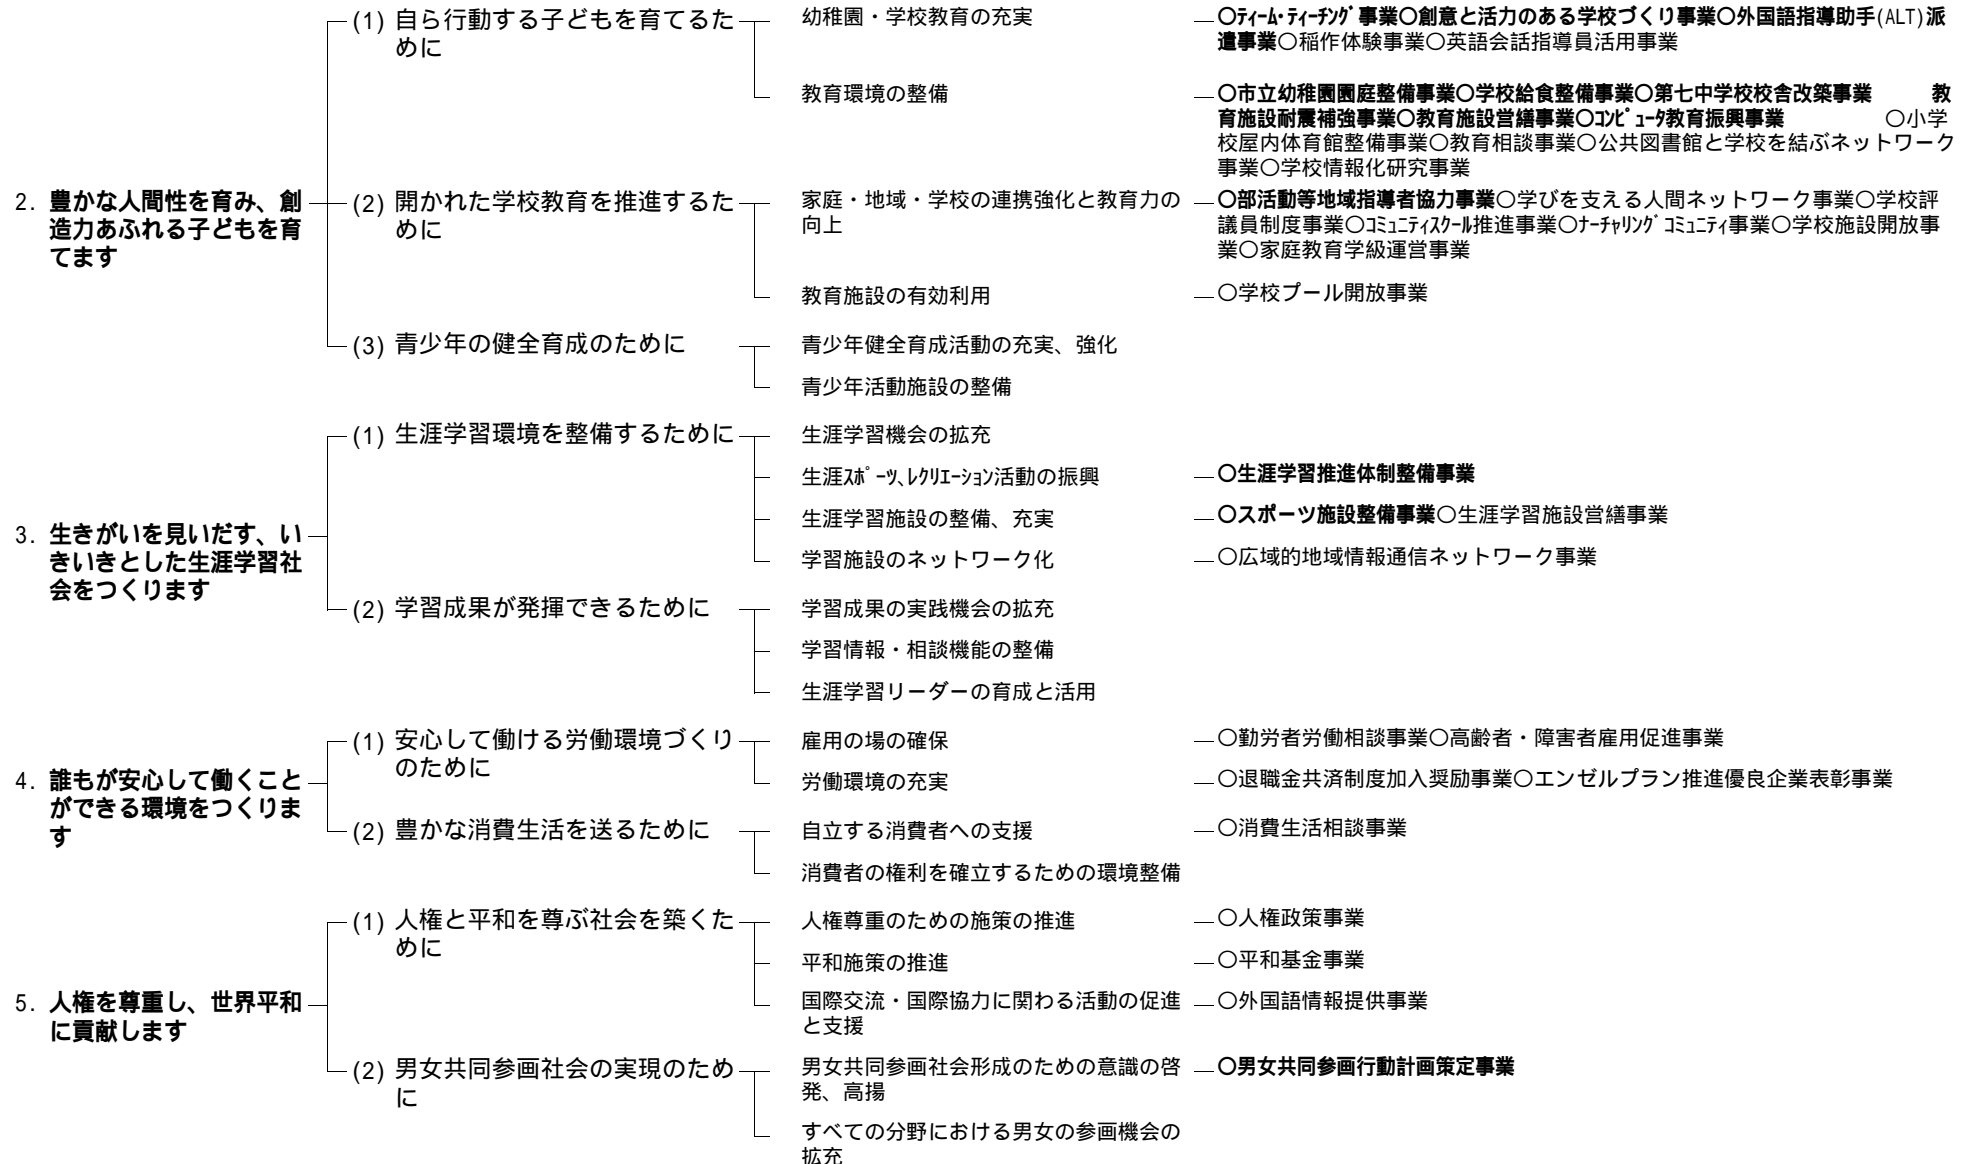 (1) 自ら行動する子どもを育てるた
めに
幼稚園・学校教育の充実
○ﾃｨｰﾑ･ﾃｨｰﾁﾝｸﾞ事業○創意と活力のある学校づくり事業○外国語指導助手(ALT)派
遣事業○稲作体験事業○英語会話指導員活用事業
教育環境の整備
○市立幼稚園園庭整備事業○学校給食整備事業○第七中学校校舎改築事業　教
育施設耐震補強事業○教育施設営繕事業○ｺﾝﾋﾟｭｰﾀ教育振興事業　○小学
校屋内体育館整備事業○教育相談事業○公共図書館と学校を結ぶネットワーク
事業○学校情報化研究事業
2. 豊かな人間性を育み、創
造力あふれる子どもを育
てます
(2) 開かれた学校教育を推進するた
めに
家庭・地域・学校の連携強化と教育力の
向上
○部活動等地域指導者協力事業○学びを支える人間ネットワーク事業○学校評
議員制度事業○ｺﾐｭﾆﾃｨｽｸｰﾙ推進事業○ﾅｰﾁｬﾘﾝｸﾞｺﾐｭﾆﾃｨ事業○学校施設開放事
業○家庭教育学級運営事業
教育施設の有効利用
○学校プール開放事業
(3) 青少年の健全育成のために
青少年健全育成活動の充実、強化
青少年活動施設の整備
3. 生きがいを見いだす、い
きいきとした生涯学習社
会をつくります
(1) 生涯学習環境を整備するために
生涯学習機会の拡充
生涯ｽﾎﾟｰﾂ､ﾚｸﾘｴｰｼｮﾝ活動の振興
○生涯学習推進体制整備事業
生涯学習施設の整備、充実
○スポーツ施設整備事業○生涯学習施設営繕事業
学習施設のネットワーク化
○広域的地域情報通信ネットワーク事業
(2) 学習成果が発揮できるために
学習成果の実践機会の拡充
学習情報・相談機能の整備
生涯学習リーダーの育成と活用
4. 誰もが安心して働くこと
ができる環境をつくりま
す
(1) 安心して働ける労働環境づくり
のために
雇用の場の確保
○勤労者労働相談事業○高齢者・障害者雇用促進事業
労働環境の充実
○退職金共済制度加入奨励事業○エンゼルプラン推進優良企業表彰事業
(2) 豊かな消費生活を送るために
自立する消費者への支援
○消費生活相談事業
消費者の権利を確立するための環境整備
5. 人権を尊重し、世界平和
に貢献します
(1) 人権と平和を尊ぶ社会を築くた
めに
人権尊重のための施策の推進
○人権政策事業
平和施策の推進
○平和基金事業
国際交流・国際協力に関わる活動の促進
と支援
○外国語情報提供事業
(2) 男女共同参画社会の実現のため
に
男女共同参画社会形成のための意識の啓
発、高揚
○男女共同参画行動計画策定事業
すべての分野における男女の参画機会の
拡充